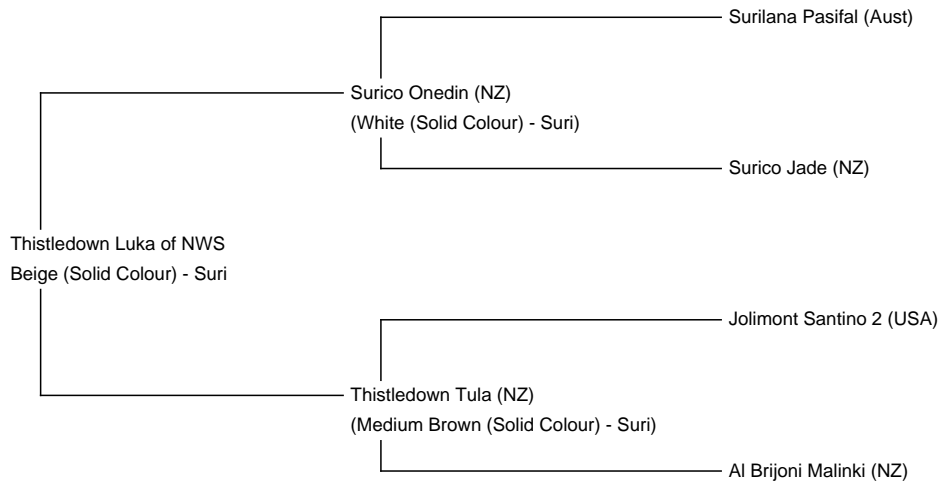 Surilana Pasifal (Aust)
Surico Onedin (NZ)
(White (Solid Colour) - Suri)
Surico Jade (NZ)
Thistledown Luka of NWS
Beige (Solid Colour) - Suri
Jolimont Santino 2 (USA)
Thistledown Tula (NZ)
(Medium Brown (Solid Colour) - Suri)
Al Brijoni Malinki (NZ)